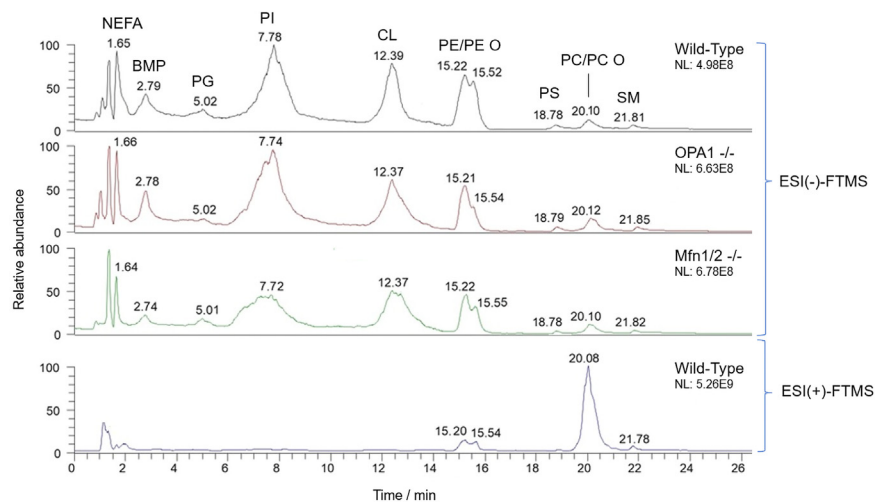 NEFA
BMP
PG
PI
CL
PE/PE O
PS
PC/PC O
SM
Wild-Type
NL: 4.98E8
100
50
0
1.65
2.79
5.02
7.78
12.39
15.22
15.52
18.78
20.10
21.81
OPA1 -/-
NL: 6.63E8
100
50
0
1.66
2.78
5.02
7.74
12.37
15.21
15.54
18.79
20.12
21.85
ESI(-)-FTMS
Relative abundance
Mfn1/2 -/-
NL: 6.78E8
100
50
0
1.64
2.74
5.01
7.72
12.37
15.22
15.55
18.78
20.10
21.82
Wild-Type
NL: 5.26E9
100
50
0
15.20
15.54
20.08
21.78
ESI(+)-FTMS
0 2 4 6 8 10 12 14 16 18 20 22 24 26
Time / min